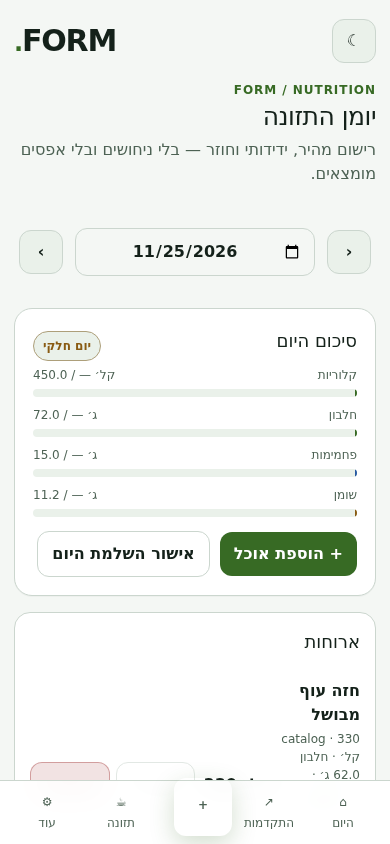 FORM.
☾
FORM / NUTRITION
יומן התזונה
רישום מהיר, ידידותי וחוזר — בלי ניחושים ובלי אפסים
מומצאים.
11/25/2026
סיכום היום
יום חלקי
קלוריות
450.0 / — קל׳
חלבון
72.0 / — ג׳
פחמימות
15.0 / — ג׳
שומן
11.2 / — ג׳
+ הוספת אוכל
אישור השלמת היום
ארוחות
חזה עוף
מבושל
catalog · 330
קל׳ · חלבון
62.0 ג׳ ·
היום
התקדמות
+
תזונה
עוד